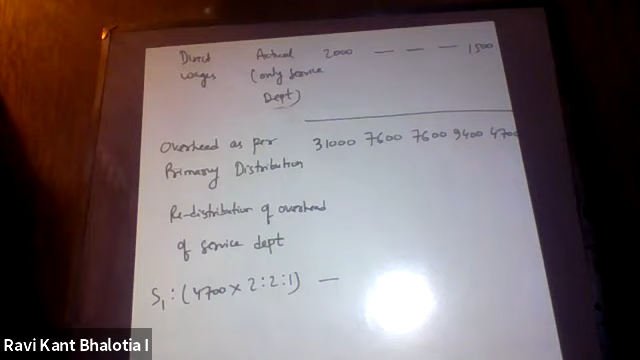 Direct Actual 2000 — — — 1500
wages (only service
Dept)
Overhead as per 31000 7600 7600 9400 4700
Primary Distribution
Re-distribution of overhead
of service dept
S₁ : (4700 × 2:2:1) —
Ravi Kant Bhalotia I